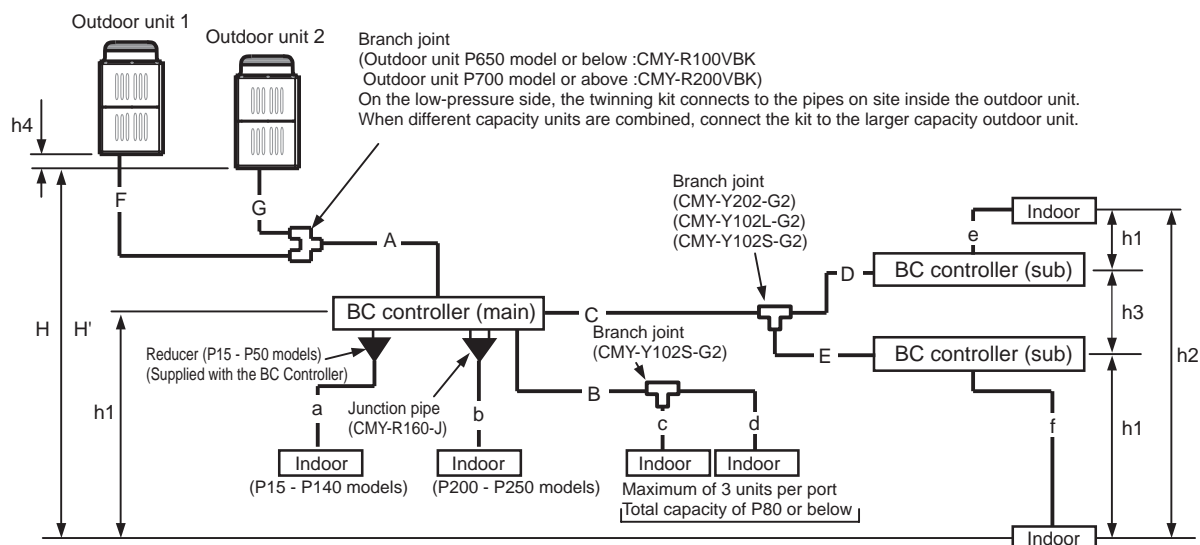 Outdoor unit 1
Outdoor unit 2
Branch joint
(Outdoor unit P650 model or below :CMY-R100VBK
Outdoor unit P700 model or above :CMY-R200VBK)
On the low-pressure side, the twinning kit connects to the pipes on site inside the outdoor unit.
When different capacity units are combined, connect the kit to the larger capacity outdoor unit.
h4
F
G
A
Branch joint
(CMY-Y202-G2)
(CMY-Y102L-G2)
(CMY-Y102S-G2)
Indoor
e
h1
D
BC controller (sub)
H
H'
BC controller (main)
C
h3
h2
Branch joint
(CMY-Y102S-G2)
E
BC controller (sub)
Reducer (P15 - P50 models)
(Supplied with the BC Controller)
h1
a
Junction pipe
(CMY-R160-J)
b
B
c
d
f
h1
Indoor
(P15 - P140 models)
Indoor
(P200 - P250 models)
Indoor
Indoor
Maximum of 3 units per port
Total capacity of P80 or below
Indoor